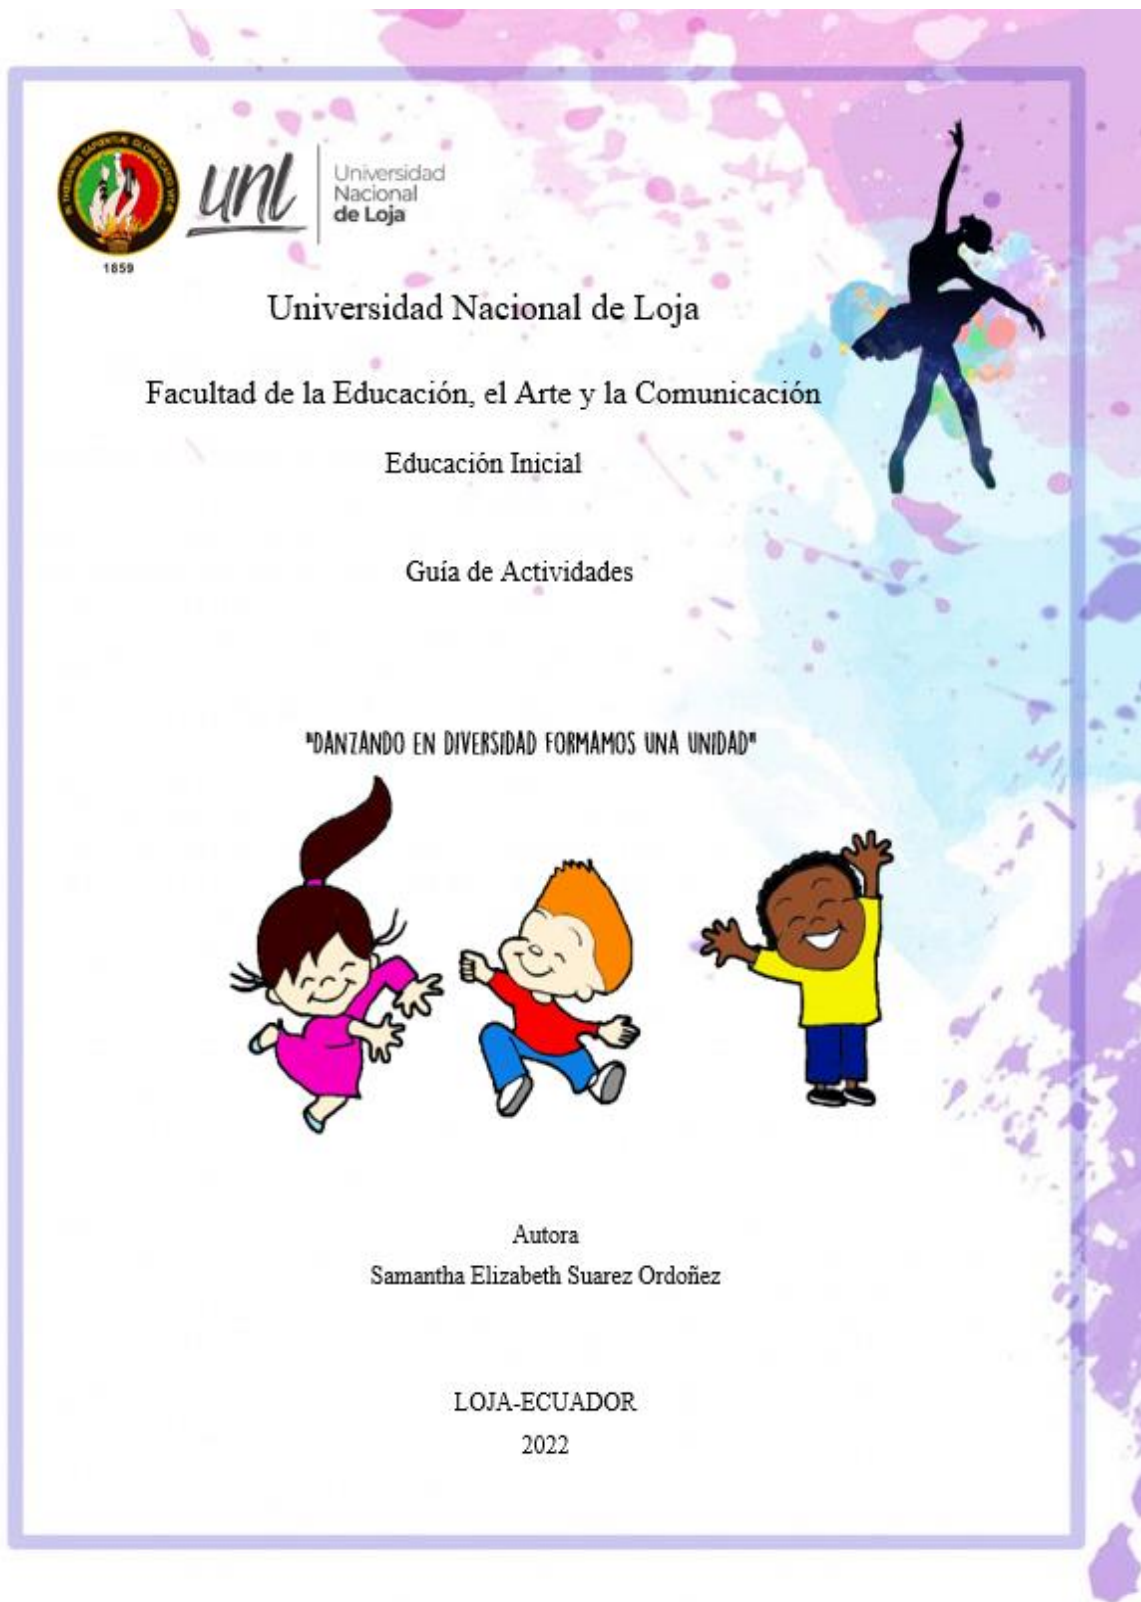 1859
unl
Universidad
Nacional
de Loja
Universidad Nacional de Loja
Facultad de la Educación, el Arte y la Comunicación
Educación Inicial
Guía de Actividades
"DANZANDO EN DIVERSIDAD FORMAMOS UNA UNIDAD"
Autora
Samantha Elizabeth Suarez Ordoñez
LOJA-ECUADOR
2022